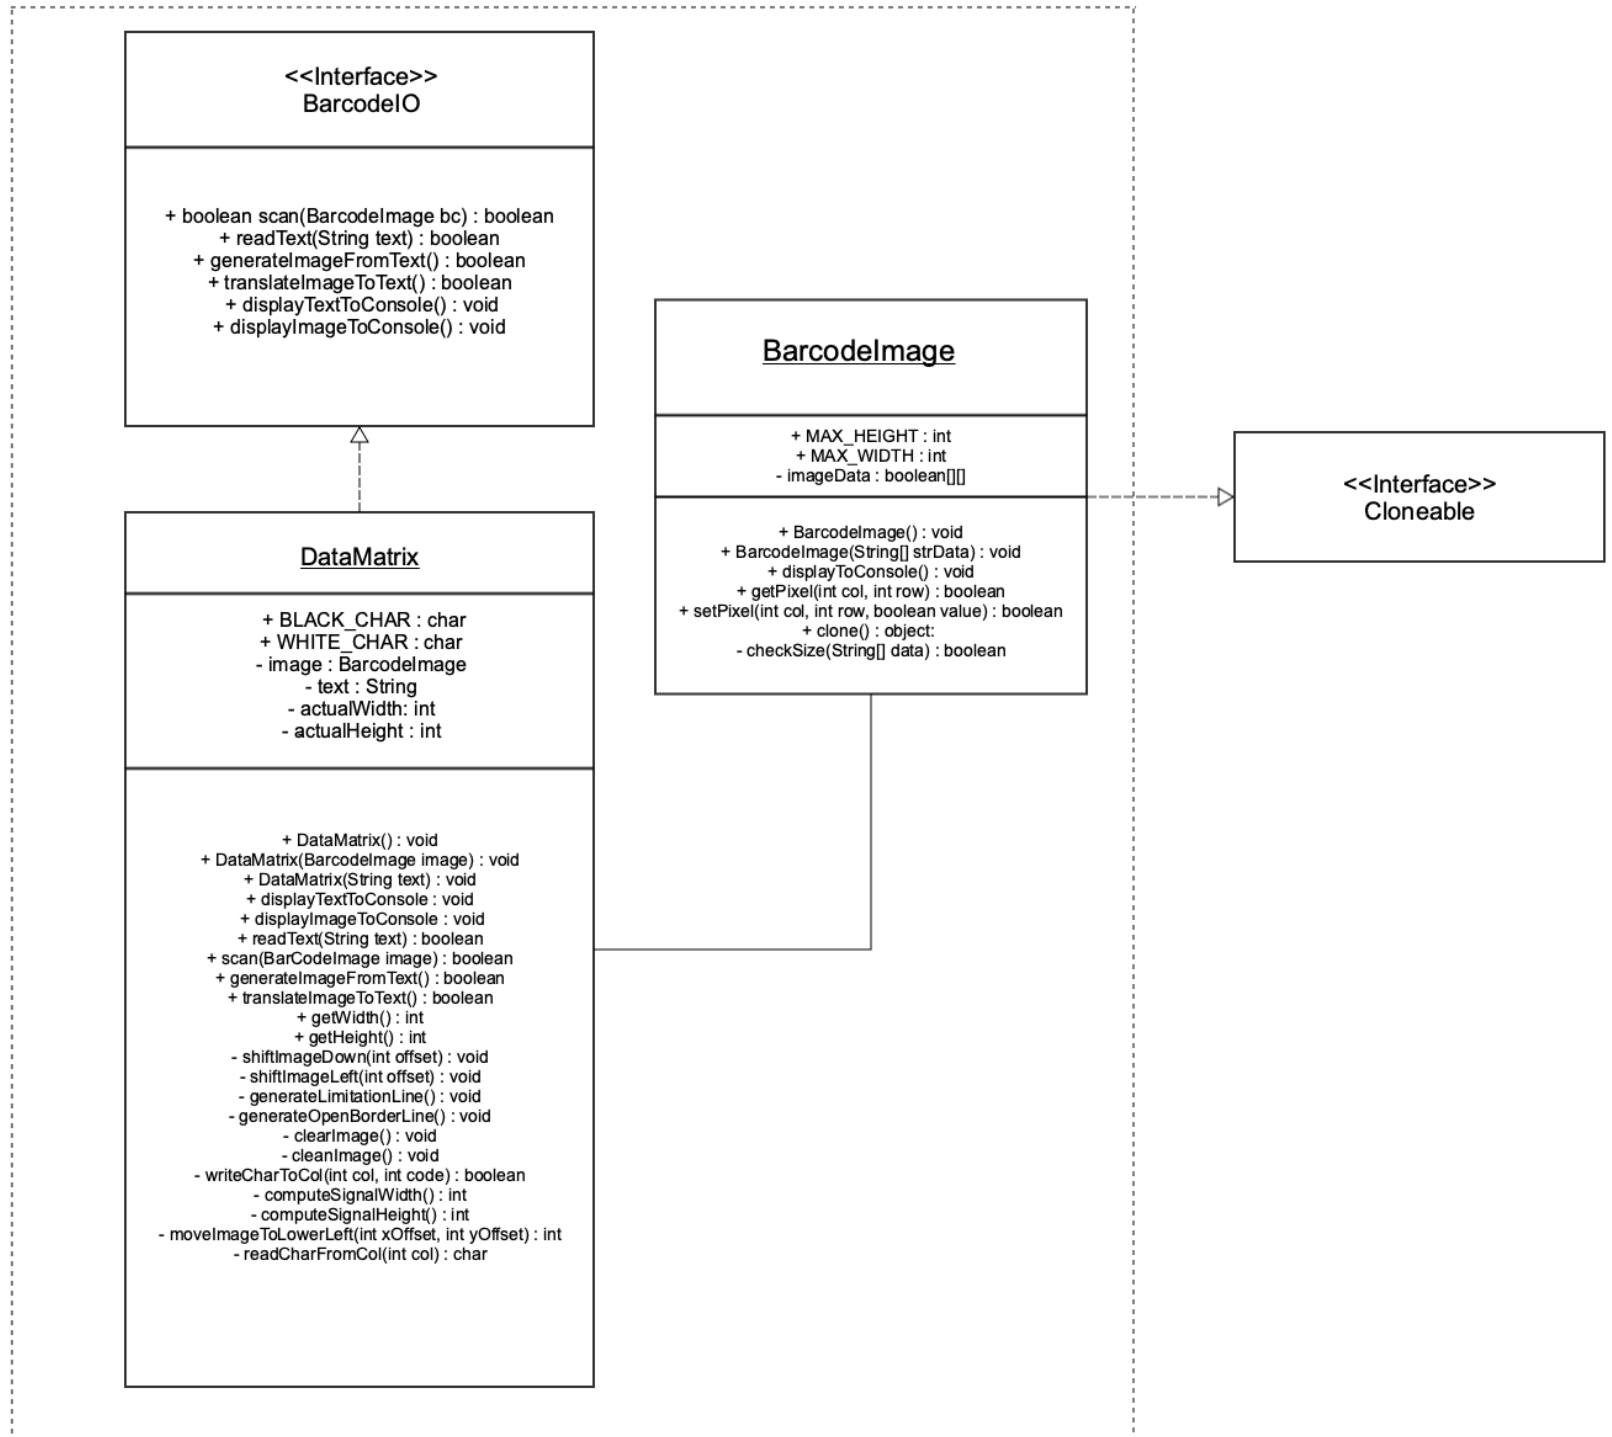 <<Interface>>
BarcodeIO
+ boolean scan(BarcodeImage bc) : boolean
+ readText(String text) : boolean
+ generateImageFromText() : boolean
+ translateImageToText() : boolean
+ displayTextToConsole() : void
+ displayImageToConsole() : void
DataMatrix
+ BLACK_CHAR : char
+ WHITE_CHAR : char
- image : BarcodeImage
- text : String
- actualWidth: int
- actualHeight : int
+ DataMatrix() : void
+ DataMatrix(BarcodeImage image) : void
+ DataMatrix(String text) : void
+ displayTextToConsole : void
+ displayImageToConsole : void
+ readText(String text) : boolean
+ scan(BarCodeImage image) : boolean
+ generateImageFromText() : boolean
+ translateImageToText() : boolean
+ getWidth() : int
+ getHeight() : int
- shiftImageDown(int offset) : void
- shiftImageLeft(int offset) : void
- generateLimitationLine() : void
- generateOpenBorderLine() : void
- clearImage() : void
- cleanImage() : void
- writeCharToCol(int col, int code) : boolean
- computeSignalWidth() : int
- computeSignalHeight() : int
- moveImageToLowerLeft(int xOffset, int yOffset) : int
- readCharFromCol(int col) : char
BarcodeImage
+ MAX_HEIGHT : int
+ MAX_WIDTH : int
- imageData : boolean[][]
+ BarcodeImage() : void
+ BarcodeImage(String[] strData) : void
+ displayToConsole() : void
+ getPixel(int col, int row) : boolean
+ setPixel(int col, int row, boolean value) : boolean
+ clone() : object:
- checkSize(String[] data) : boolean
<<Interface>>
Cloneable